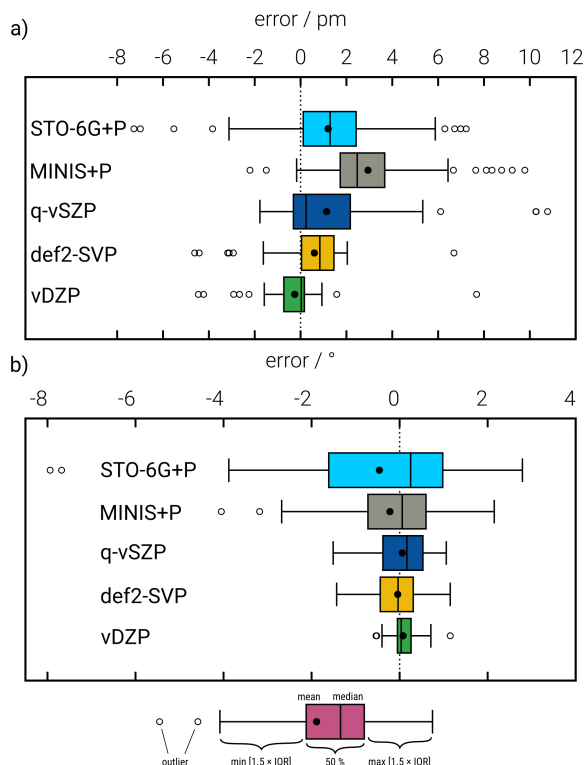 error / pm
a)
-8 -6 -4 -2 0 2 4 6 8 10 12
STO-6G+P
MINIS+P
q-vSZP
def2-SVP
vDZP
error / °
b)
-8 -6 -4 -2 0 2 4
STO-6G+P
MINIS+P
q-vSZP
def2-SVP
vDZP
mean median
outlier min [1.5 × IQR] 50 % max [1.5 × IQR]